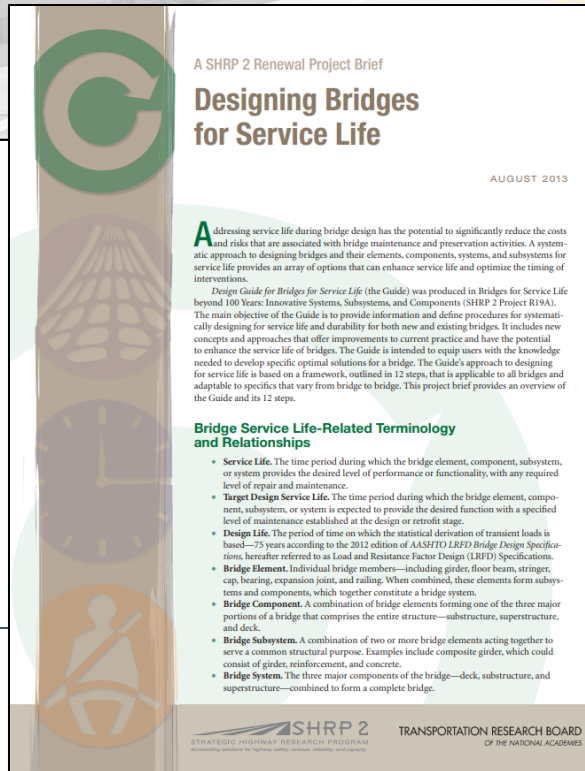 A SHRP 2 Renewal Project Brief
Designing Bridges
for Service Life
AUGUST 2013
Addressing service life during bridge design has the potential to significantly reduce the costs
and risks that are associated with bridge maintenance and preservation activities. A system-
atic approach to designing bridges and their elements, components, systems, and subsystems for
service life provides an array of options that can enhance service life and optimize the timing of
interventions.
Design Guide for Bridges for Service Life (the Guide) was produced in Bridges for Service Life
beyond 100 Years: Innovative Systems, Subsystems, and Components (SHRP 2 Project R19A).
The main objective of the Guide is to provide information and define procedures for systemati-
cally designing for service life and durability for both new and existing bridges. It includes new
concepts and approaches that offer improvements to current practice and have the potential
to enhance the service life of bridges. The Guide is intended to equip users with the knowledge
needed to develop specific optimal solutions for a bridge. The Guide's approach to designing
for service life is based on a framework, outlined in 12 steps, that is applicable to all bridges and
adaptable to specifics that vary from bridge to bridge. This project brief provides an overview of
the Guide and its 12 steps.
Bridge Service Life-Related Terminology
and Relationships
• Service Life. The time period during which the bridge element, component, subsystem,
or system provides the desired level of performance or functionality, with any required
level of repair and maintenance.
• Target Design Service Life. The time period during which the bridge element, compo-
nent, subsystem, or system is expected to provide the desired function with a specified
level of maintenance established at the design or retrofit stage.
• Design Life. The period of time on which the statistical derivation of transient loads is
based—75 years according to the 2012 edition of AASHTO LRFD Bridge Design Specifica-
tions, hereafter referred to as Load and Resistance Factor Design (LRFD) Specifications.
• Bridge Element. Individual bridge members—including girder, floor beam, stringer,
cap, bearing, expansion joint, and railing. When combined, these elements form subsys-
tems and components, which together constitute a bridge system.
• Bridge Component. A combination of bridge elements forming one of the three major
portions of a bridge that comprises the entire structure—substructure, superstructure,
and deck.
• Bridge Subsystem. A combination of two or more bridge elements acting together to
serve a common structural purpose. Examples include composite girder, which could
consist of girder, reinforcement, and concrete.
• Bridge System. The three major components of the bridge—deck, substructure, and
superstructure—combined to form a complete bridge.
SHRP 2
STRATEGIC HIGHWAY RESEARCH PROGRAM
Accelerating solutions for highway safety, renewal, reliability, and capacity
TRANSPORTATION RESEARCH BOARD
OF THE NATIONAL ACADEMIES